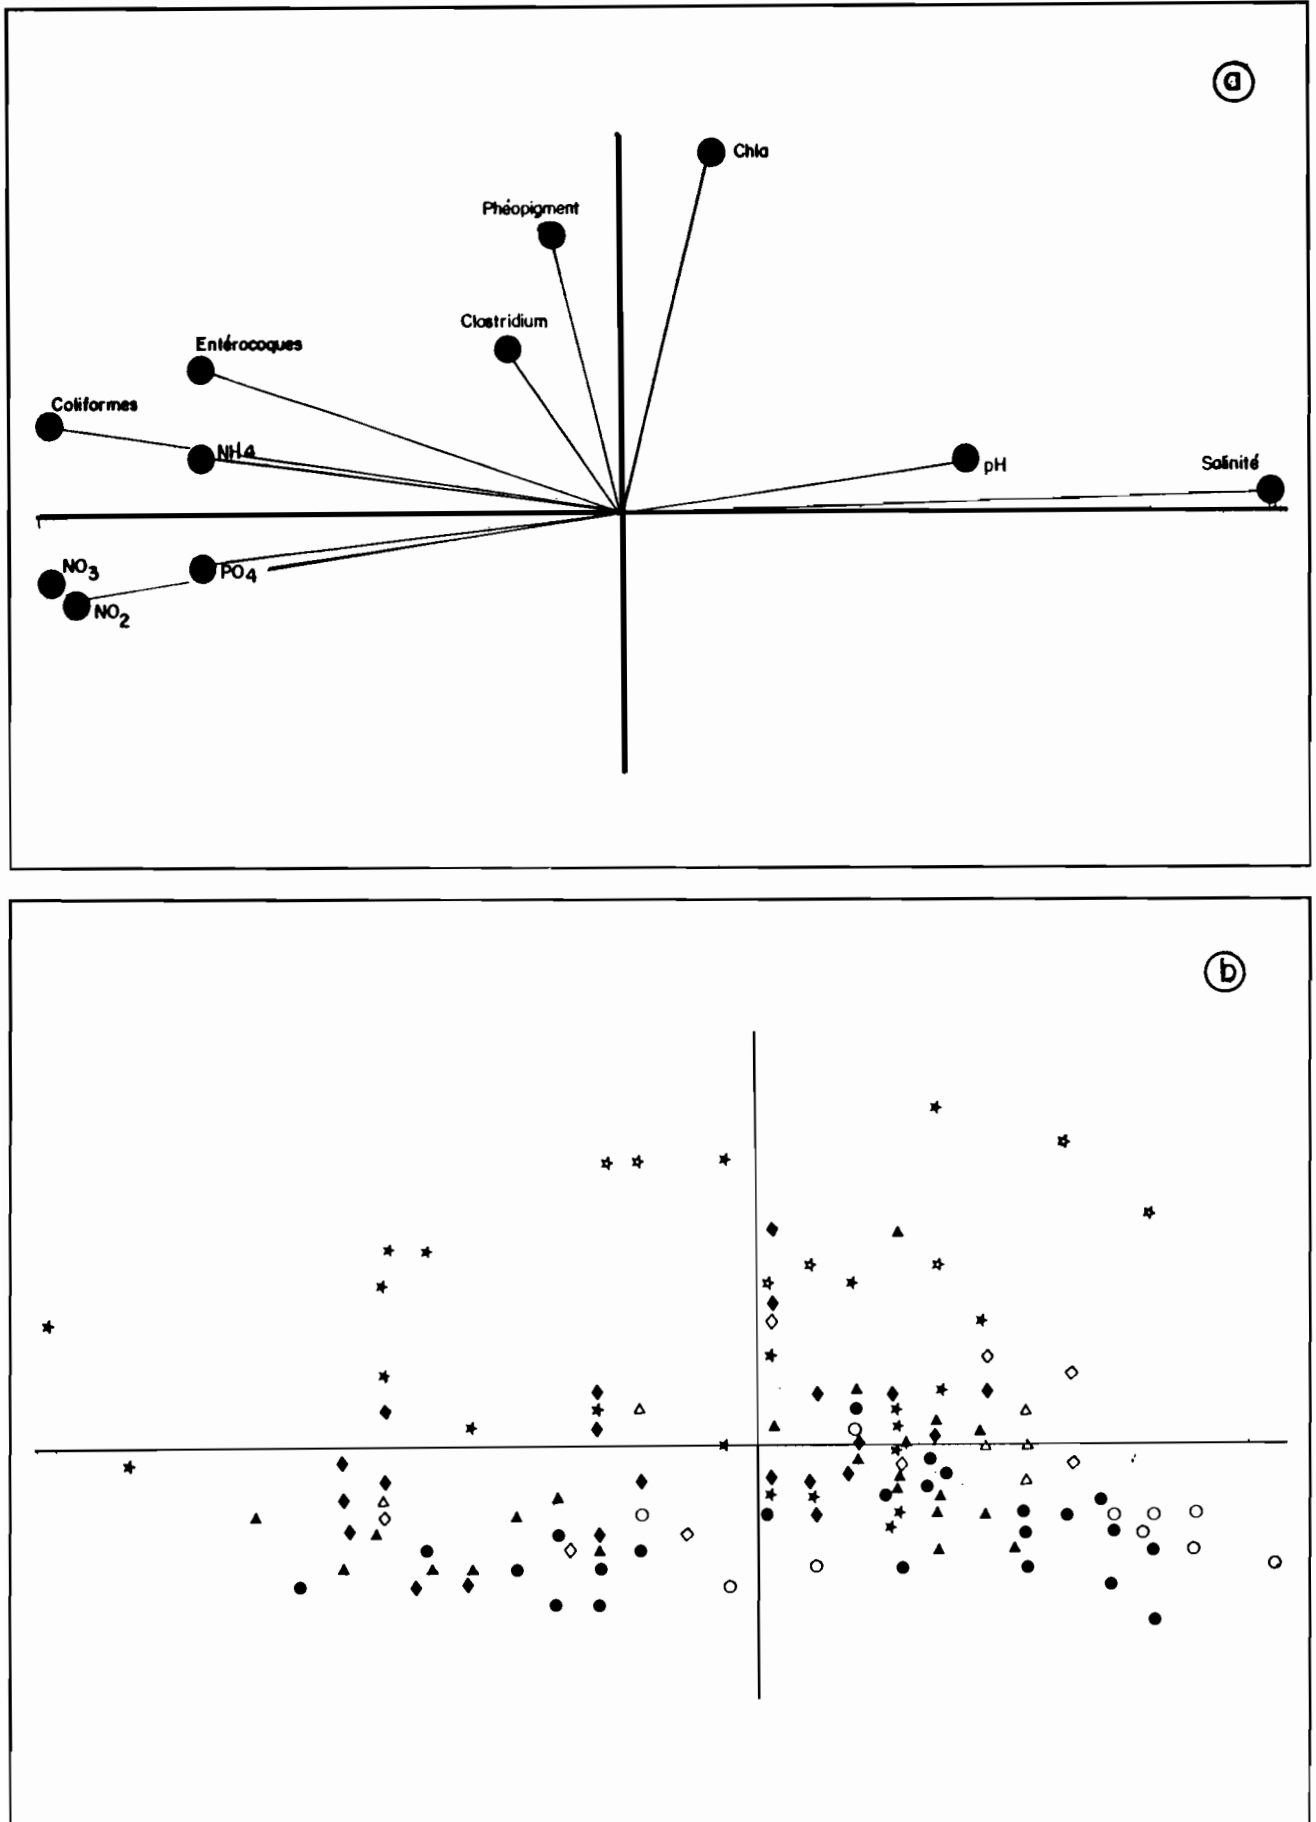 a
Chla
Phéopigment
Clostridium
Entérocoques
Coliformes
NH4
pH
Salinité
NO3
PO4
NO2
b